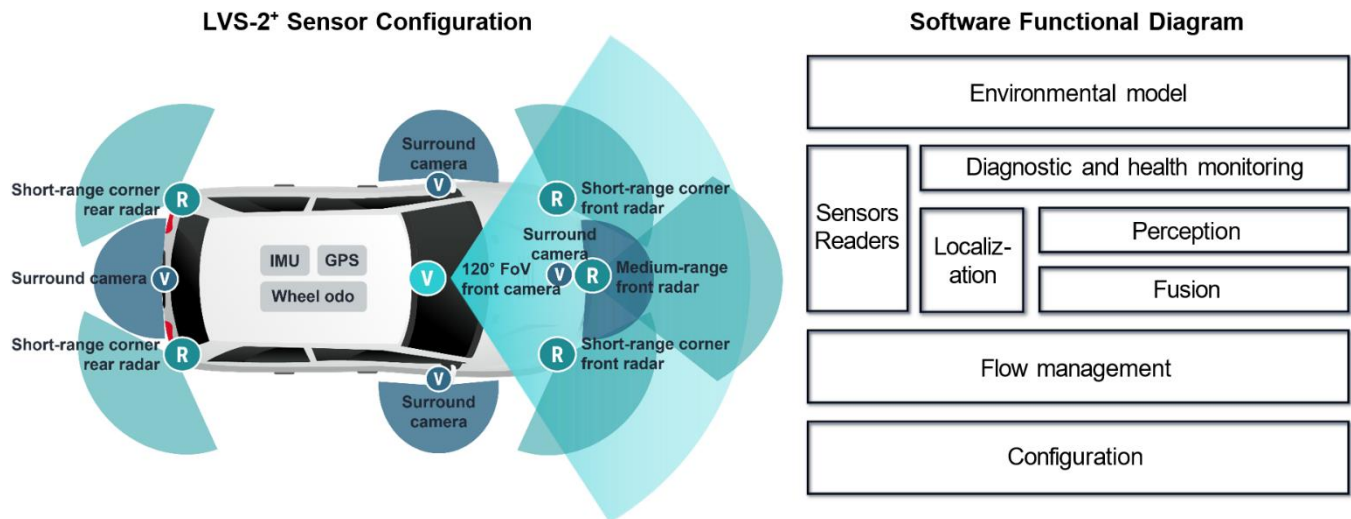 LVS-2⁺ Sensor Configuration
Surround
camera
V
Short-range corner
rear radar
R
R
Short-range corner
front radar
Surround camera
V
IMU
GPS
Wheel odo
V
120° FoV
front camera
Surround
camera
V
R
Medium-range
front radar
Short-range corner
rear radar
R
R
Short-range corner
front radar
V
Surround
camera
Software Functional Diagram
Environmental model
Sensors
Readers
Diagnostic and health monitoring
Localiz-
ation
Perception
Fusion
Flow management
Configuration